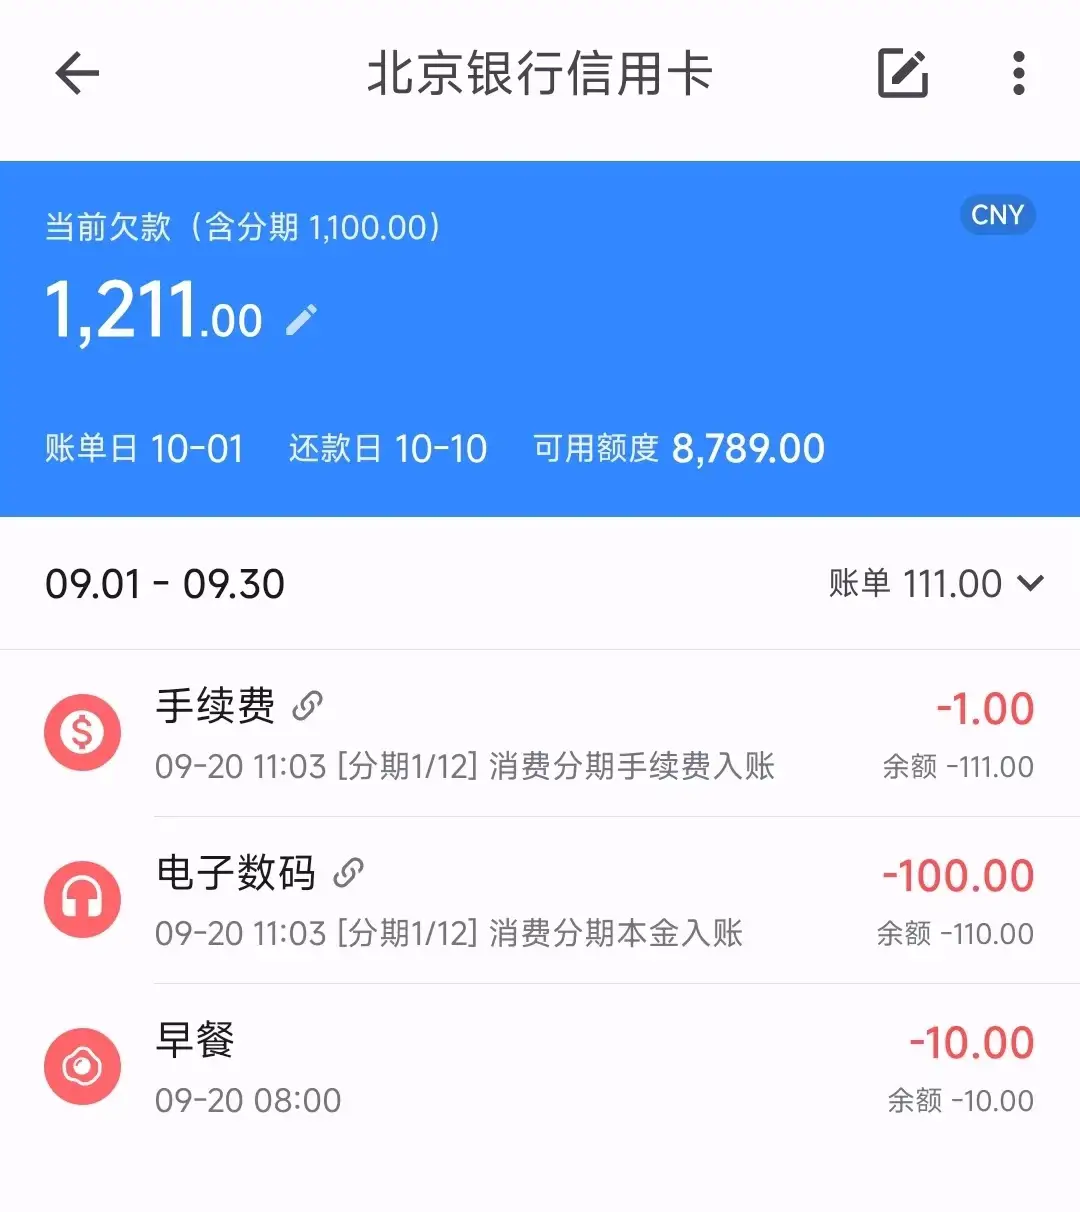 北京银行信用卡
当前欠款（含分期 1,100.00）
CNY
1,211.00
账单日 10-01 还款日 10-10 可用额度 8,789.00
09.01 - 09.30 账单 111.00
手续费 -1.00
09-20 11:03 [分期1/12] 消费分期手续费入账 余额 -111.00
电子数码 -100.00
09-20 11:03 [分期1/12] 消费分期本金入账 余额 -110.00
早餐 -10.00
09-20 08:00 余额 -10.00